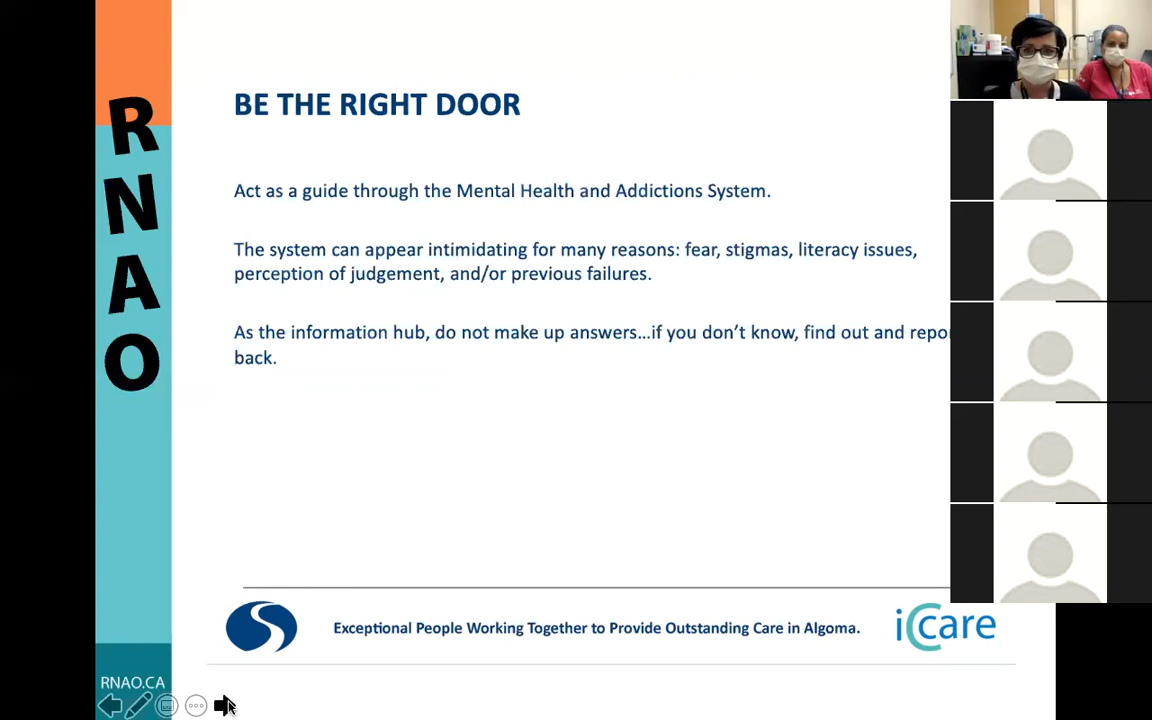 RNAO
BE THE RIGHT DOOR
Act as a guide through the Mental Health and Addictions System.
The system can appear intimidating for many reasons: fear, stigmas, literacy issues,
perception of judgement, and/or previous failures.
As the information hub, do not make up answers...if you don't know, find out and repo
back.
Exceptional People Working Together to Provide Outstanding Care in Algoma.
iCcare
RNAO.CA